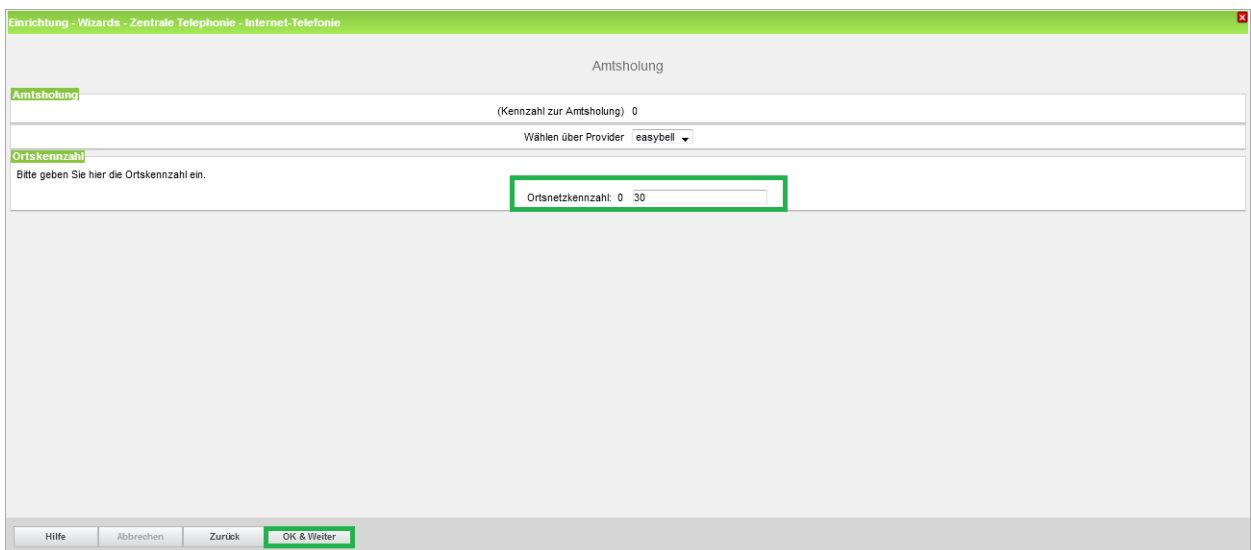 Einrichtung - Wizards - Zentrale Telephonie - Internet-Telefonie
Amtsholung
Amtsholung
(Kennzahl zur Amtsholung) 0
Wählen über Provider easybell
Ortskennzahl
Bitte geben Sie hier die Ortskennzahl ein.
Ortsnetzkennzahl: 0 30
Hilfe Abbrechen Zurück OK & Weiter